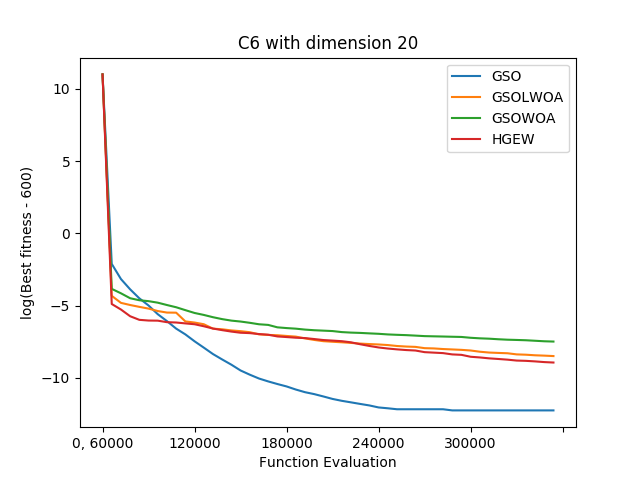 C6 with dimension 20
GSO
GSOLWOA
GSOWOA
HGEW
log(Best fitness - 600)
10
5
0
−5
−10
0, 60000 120000 180000 240000 300000
Function Evaluation